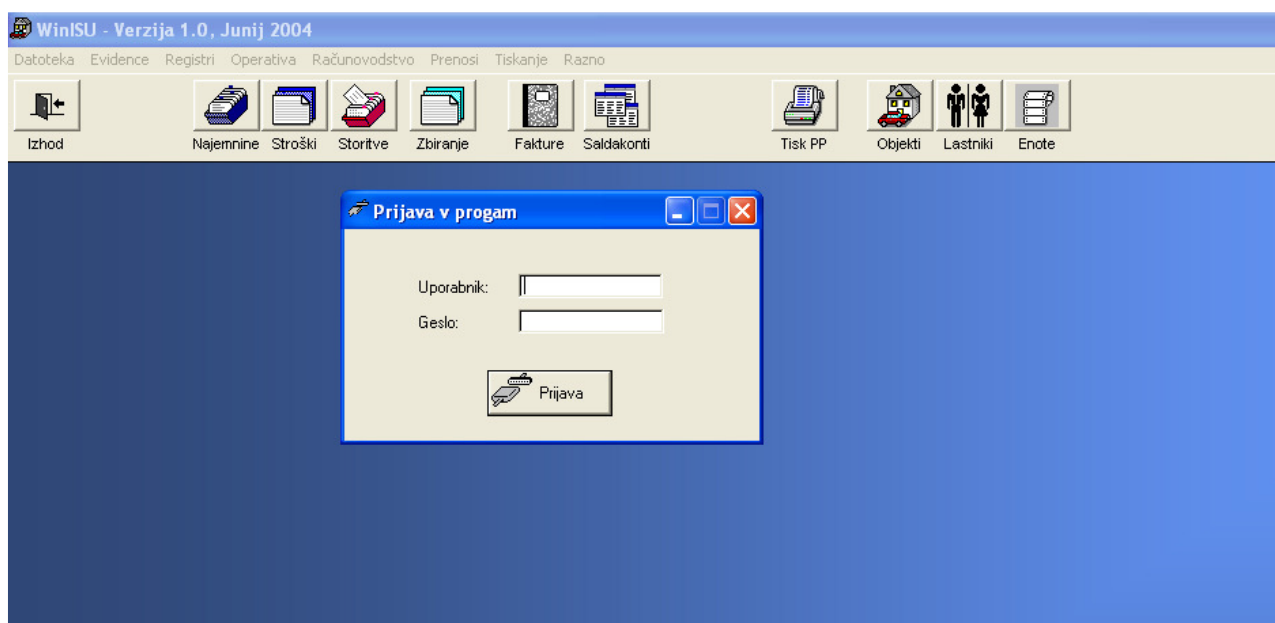 WinISU - Verzija 1.0, Junij 2004
Datoteka Evidence Registri Operativa Računovodstvo Prenosi Tiskanje Razno
Izhod Najemnine Stroški Storitve Zbiranje Fakture Saldakonti Tisk PP Objekti Lastniki Enote
Prijava v progam
Uporabnik:
Geslo:
Prijava